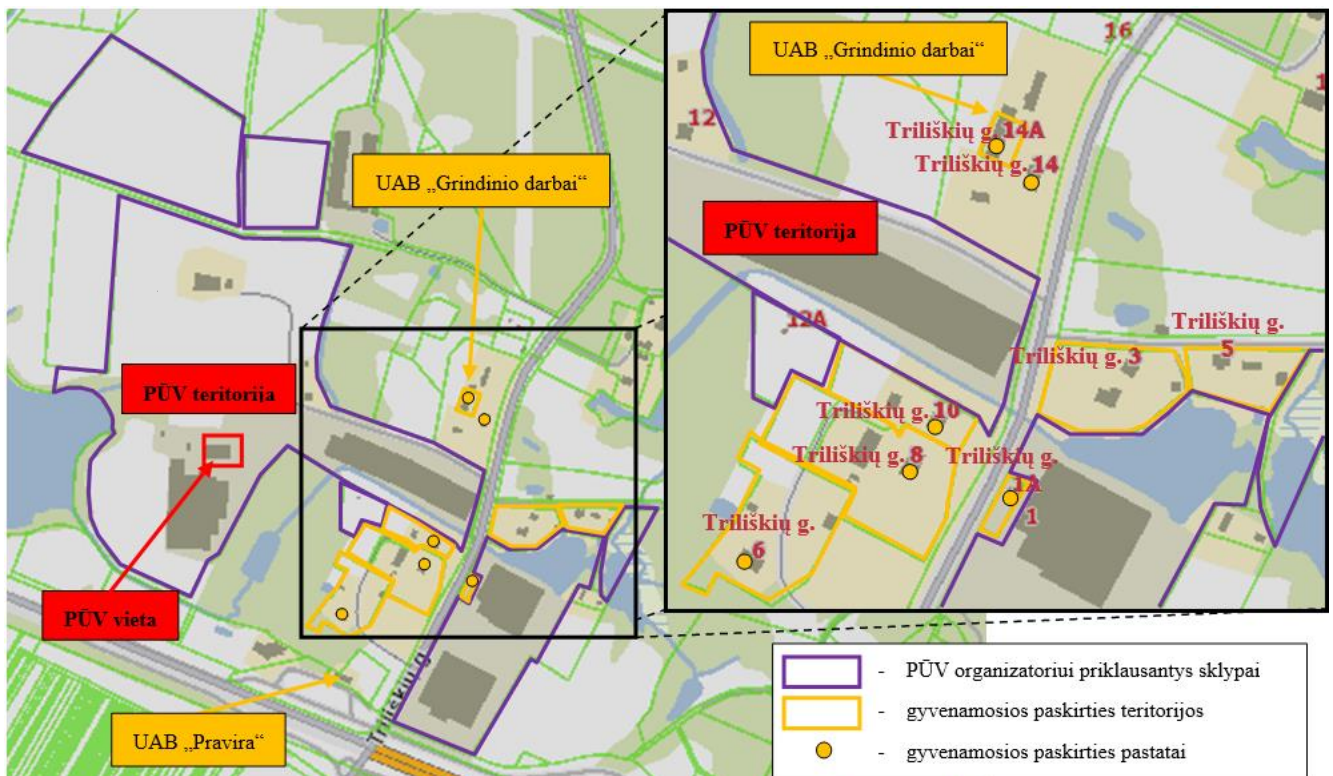 UAB „Grindinio darbai“
PŪV teritorija
PŪV vieta
UAB „Pravira“
Triliškių g.
UAB „Grindinio darbai“
16
12
Triliškių g. 14A
Triliškių g. 14
PŪV teritorija
12A
Triliškių g.
5
Triliškių g. 3
Triliškių g. 10
Triliškių g. 8
Triliškių g.
1A
1
Triliškių g.
6
- PŪV organizatoriui priklausantys sklypai
- gyvenamosios paskirties teritorijos
- gyvenamosios paskirties pastatai